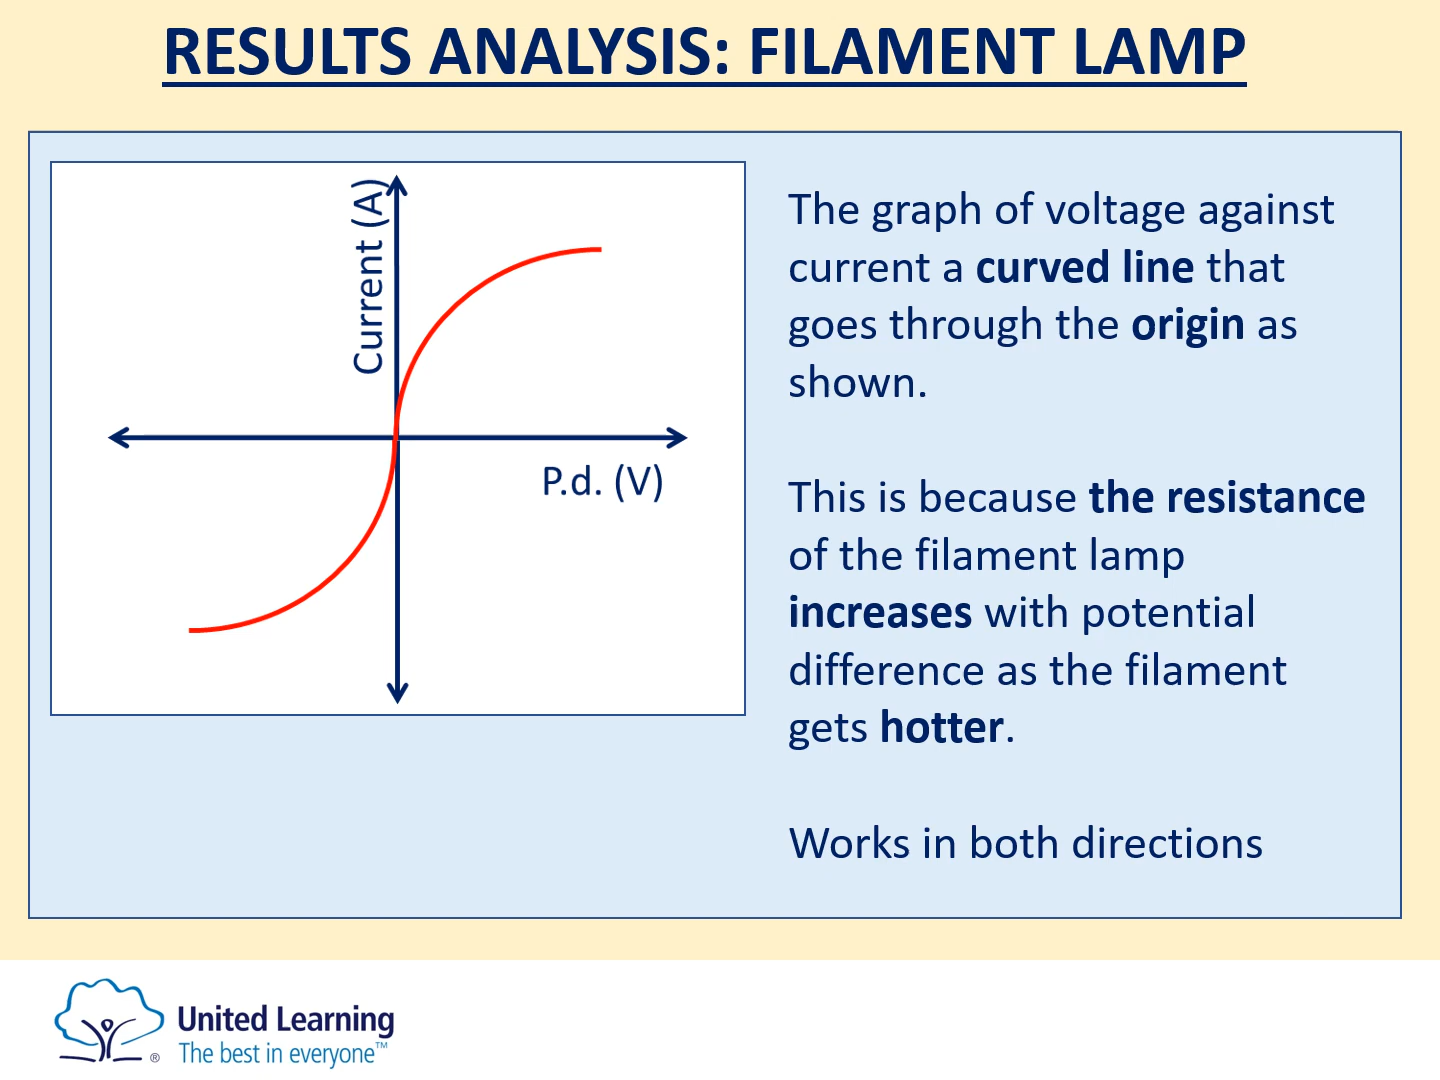 RESULTS ANALYSIS: FILAMENT LAMP
Current (A)
P.d. (V)
The graph of voltage against
current a curved line that
goes through the origin as
shown.
This is because the resistance
of the filament lamp
increases with potential
difference as the filament
gets hotter.
Works in both directions
United Learning
The best in everyone™
®